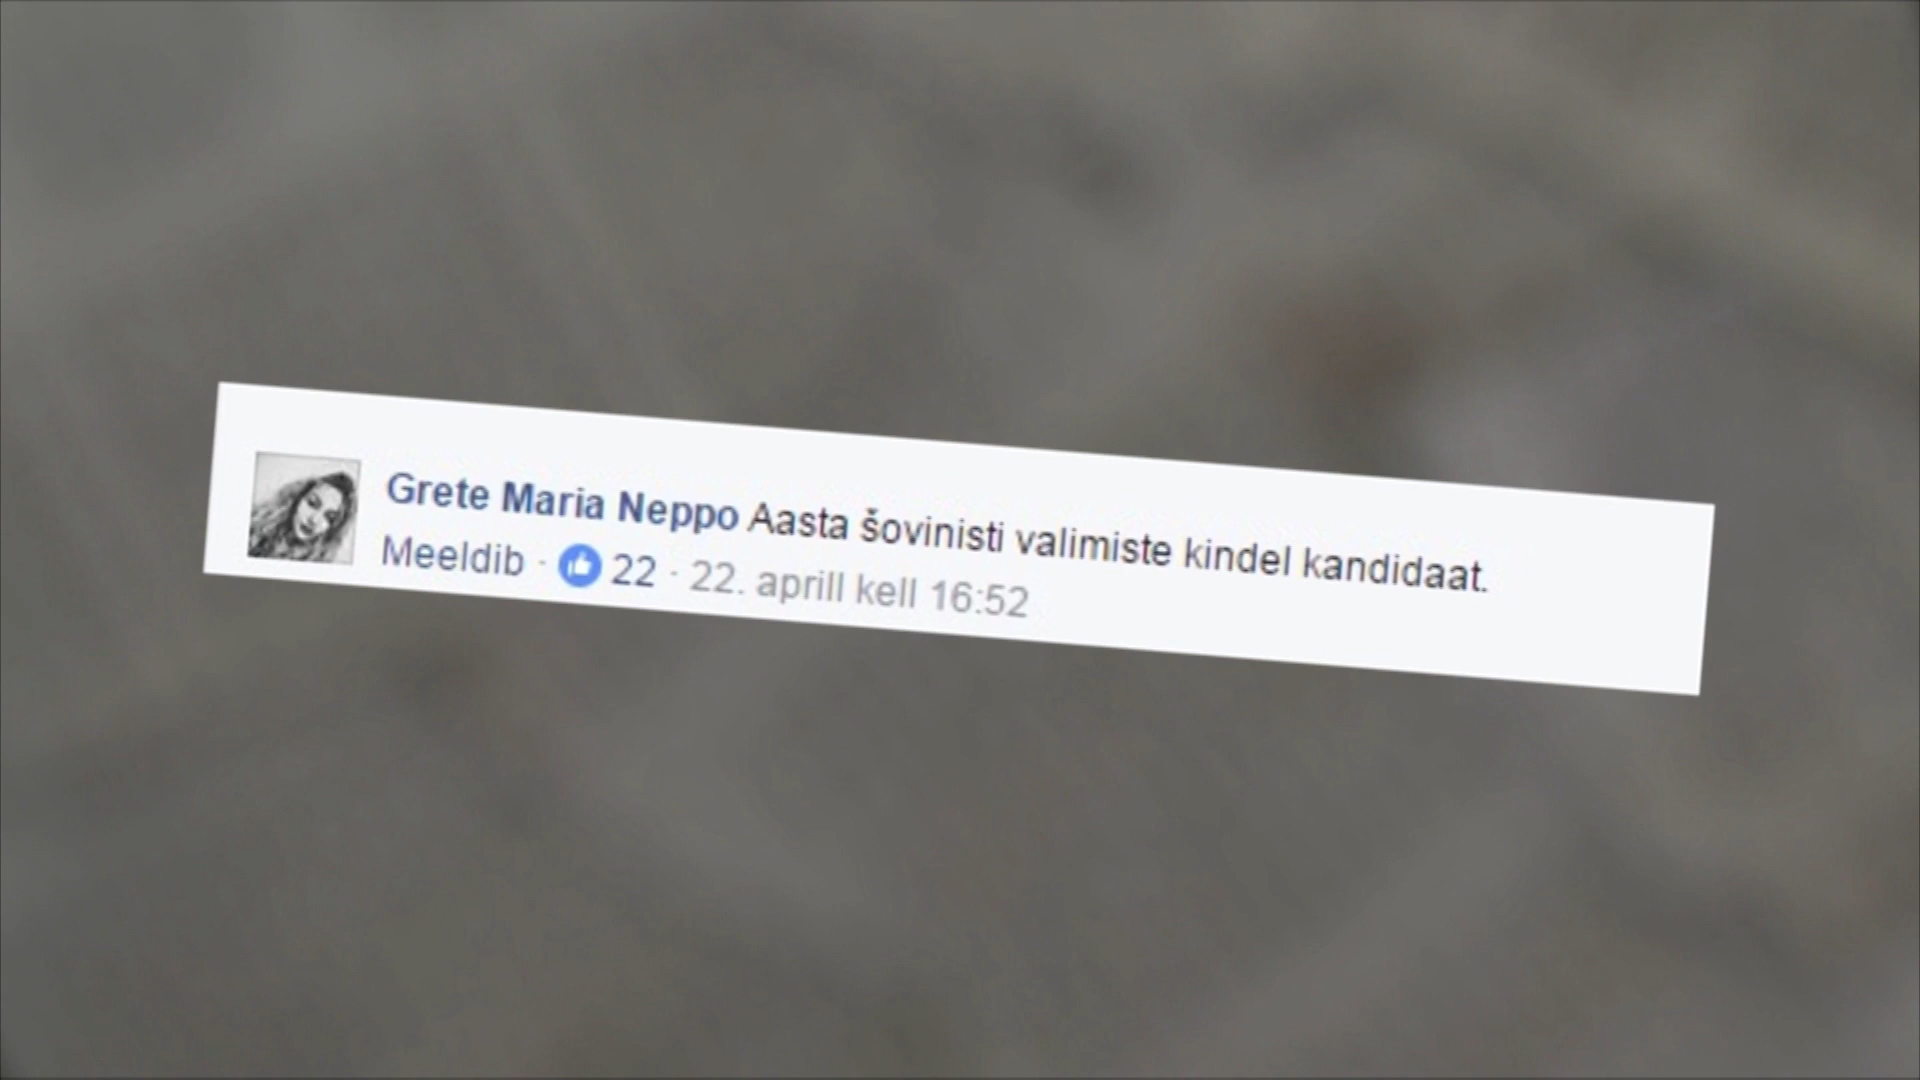 Grete Maria Neppo Aasta šovinisti valimiste kindel kandidaat.
Meeldib · 22 · 22. aprill kell 16:52